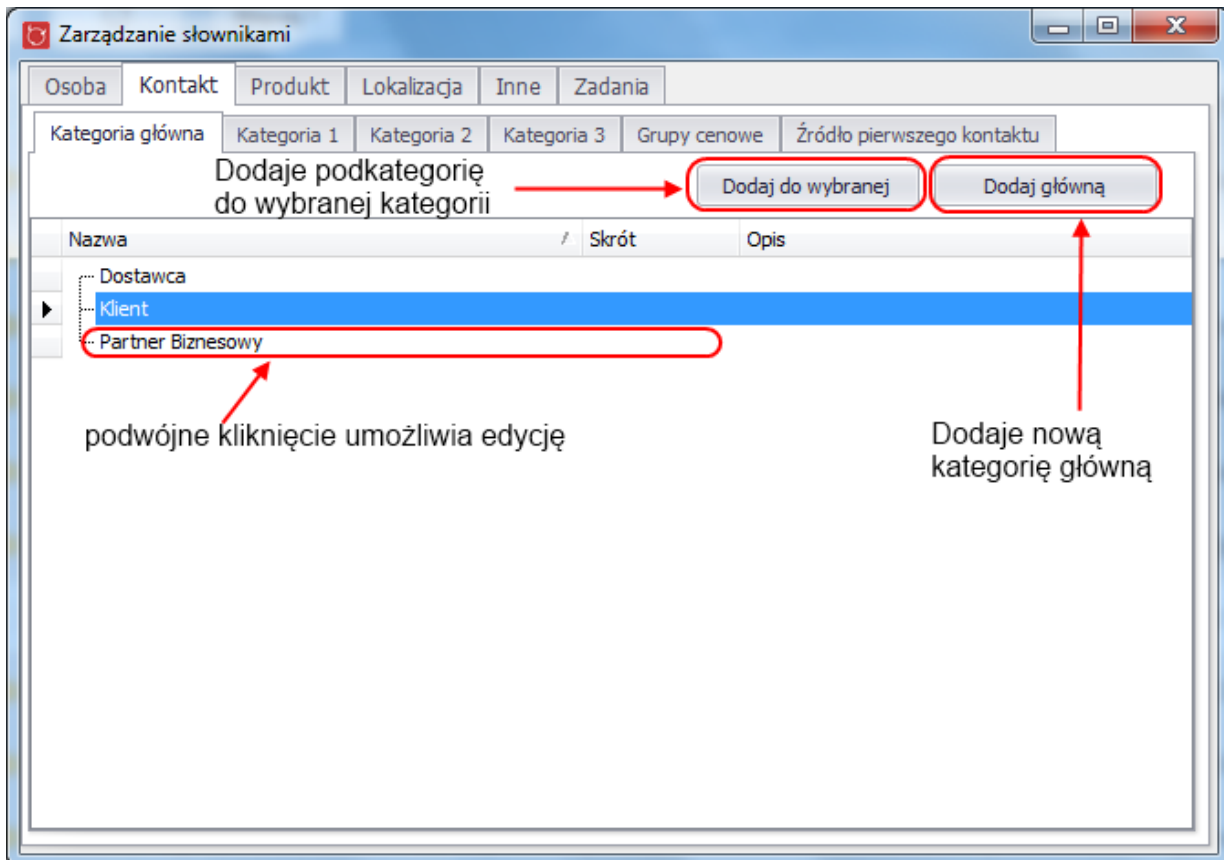 Zarządzanie słownikami
Osoba Kontakt Produkt Lokalizacja Inne Zadania
Kategoria główna Kategoria 1 Kategoria 2 Kategoria 3 Grupy cenowe Źródło pierwszego kontaktu
Dodaje podkategorię
do wybranej kategorii
Dodaj do wybranej Dodaj główną
Nazwa Skrót Opis
Dostawca
Klient
Partner Biznesowy
podwójne kliknięcie umożliwia edycję
Dodaje nową
kategorię główną